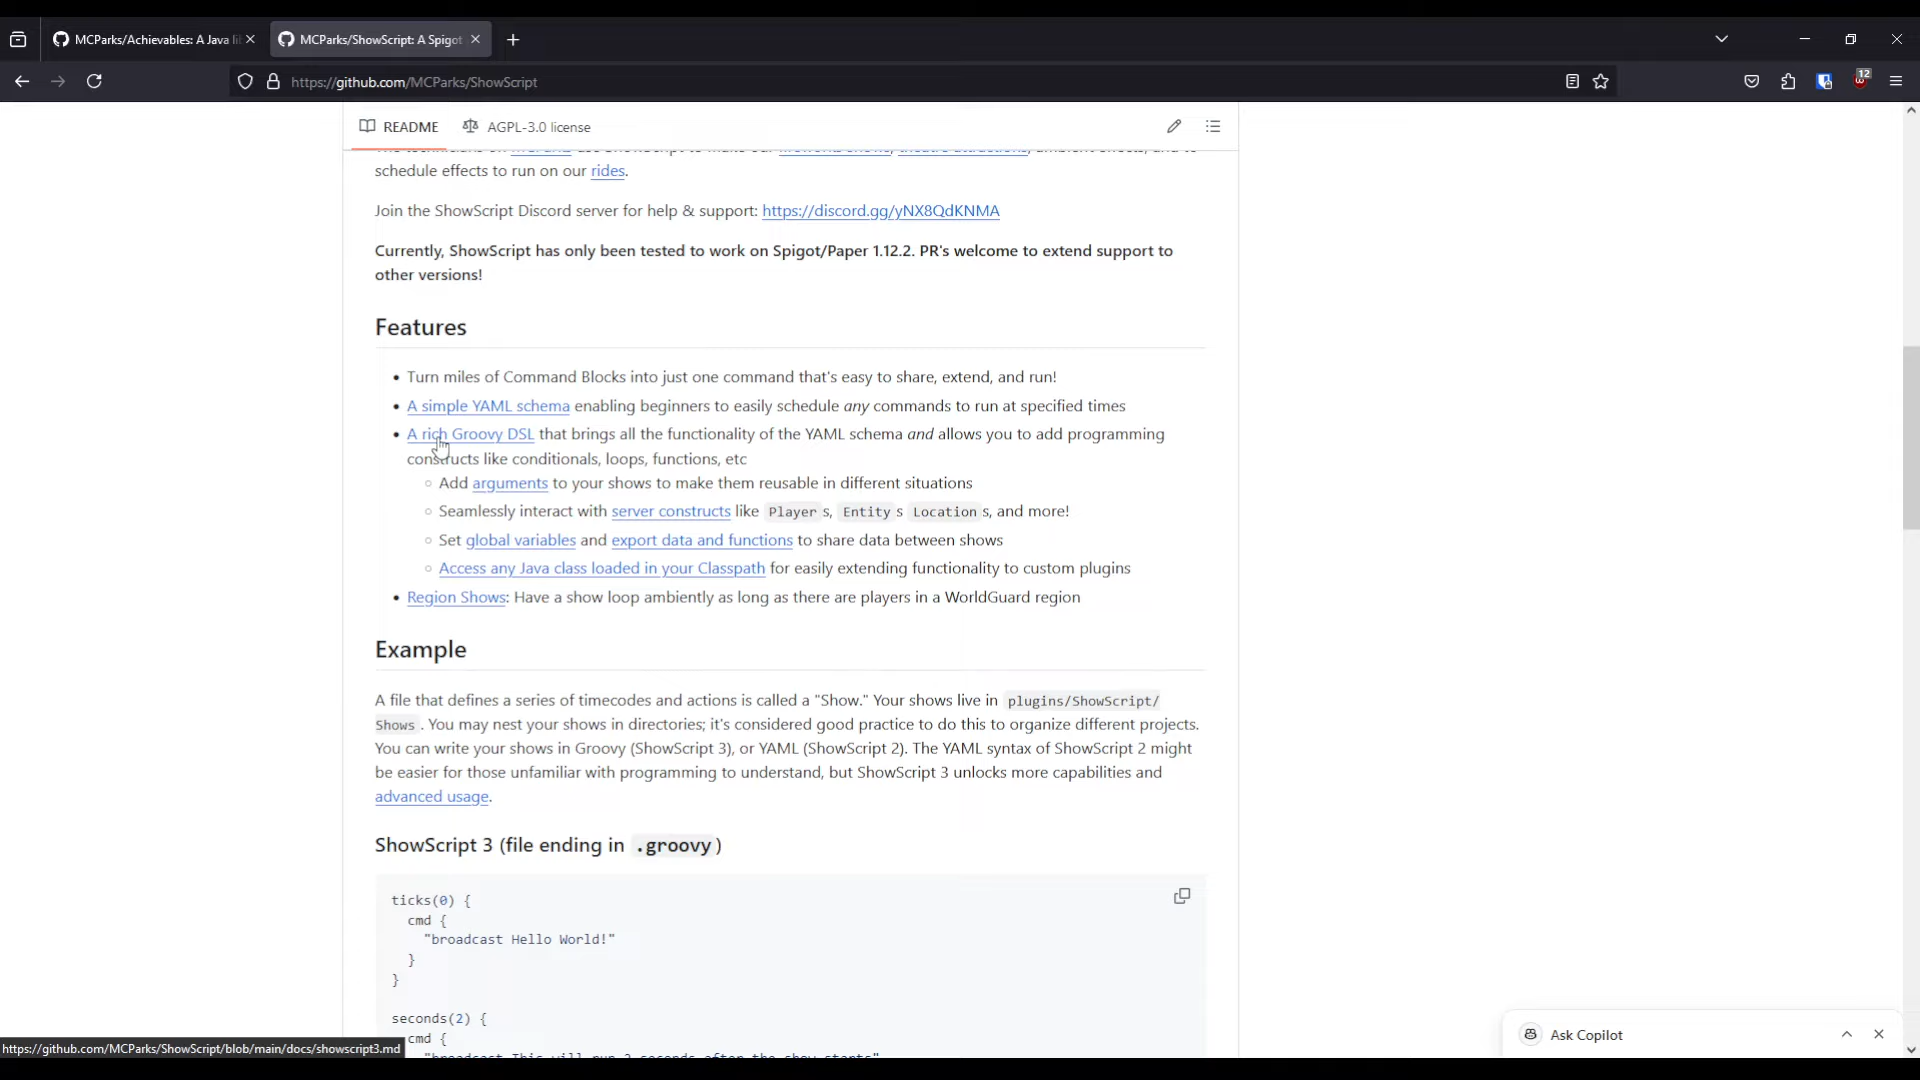 MCParks/Achievables: A Java li
MCParks/ShowScript: A Spigot
https://github.com/MCParks/ShowScript
12
README
AGPL-3.0 license
schedule effects to run on our rides.
Join the ShowScript Discord server for help & support: https://discord.gg/yNX8QdKNMA
Currently, ShowScript has only been tested to work on Spigot/Paper 1.12.2. PR's welcome to extend support to
other versions!
Features
• Turn miles of Command Blocks into just one command that's easy to share, extend, and run!
• A simple YAML schema enabling beginners to easily schedule any commands to run at specified times
• A rich Groovy DSL that brings all the functionality of the YAML schema and allows you to add programming
constructs like conditionals, loops, functions, etc
○ Add arguments to your shows to make them reusable in different situations
○ Seamlessly interact with server constructs like Player s, Entity s Location s, and more!
○ Set global variables and export data and functions to share data between shows
○ Access any Java class loaded in your Classpath for easily extending functionality to custom plugins
• Region Shows: Have a show loop ambiently as long as there are players in a WorldGuard region
Example
A file that defines a series of timecodes and actions is called a "Show." Your shows live in plugins/ShowScript/
Shows . You may nest your shows in directories; it's considered good practice to do this to organize different projects.
You can write your shows in Groovy (ShowScript 3), or YAML (ShowScript 2). The YAML syntax of ShowScript 2 might
be easier for those unfamiliar with programming to understand, but ShowScript 3 unlocks more capabilities and
advanced usage.
ShowScript 3 (file ending in .groovy )
ticks(0) {
cmd {
"broadcast Hello World!"
}
}
seconds(2) {
cmd {
"broadcast This will run 2 seconds after the show starts"
https://github.com/MCParks/ShowScript/blob/main/docs/showscript3.md
Ask Copilot